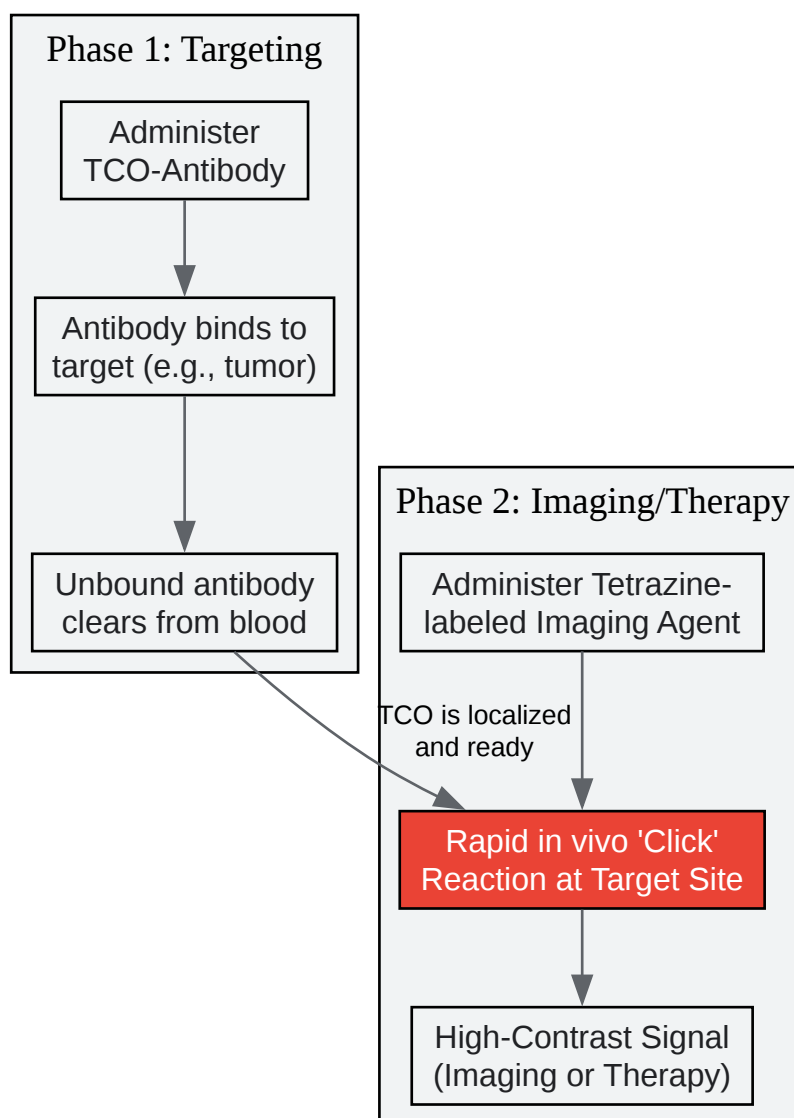 Phase 1: Targeting
Administer
TCO-Antibody
Antibody binds to
target (e.g., tumor)
Unbound antibody
clears from blood
Phase 2: Imaging/Therapy
Administer Tetrazine-
labeled Imaging Agent
TCO is localized
and ready
Rapid in vivo 'Click'
Reaction at Target Site
High-Contrast Signal
(Imaging or Therapy)